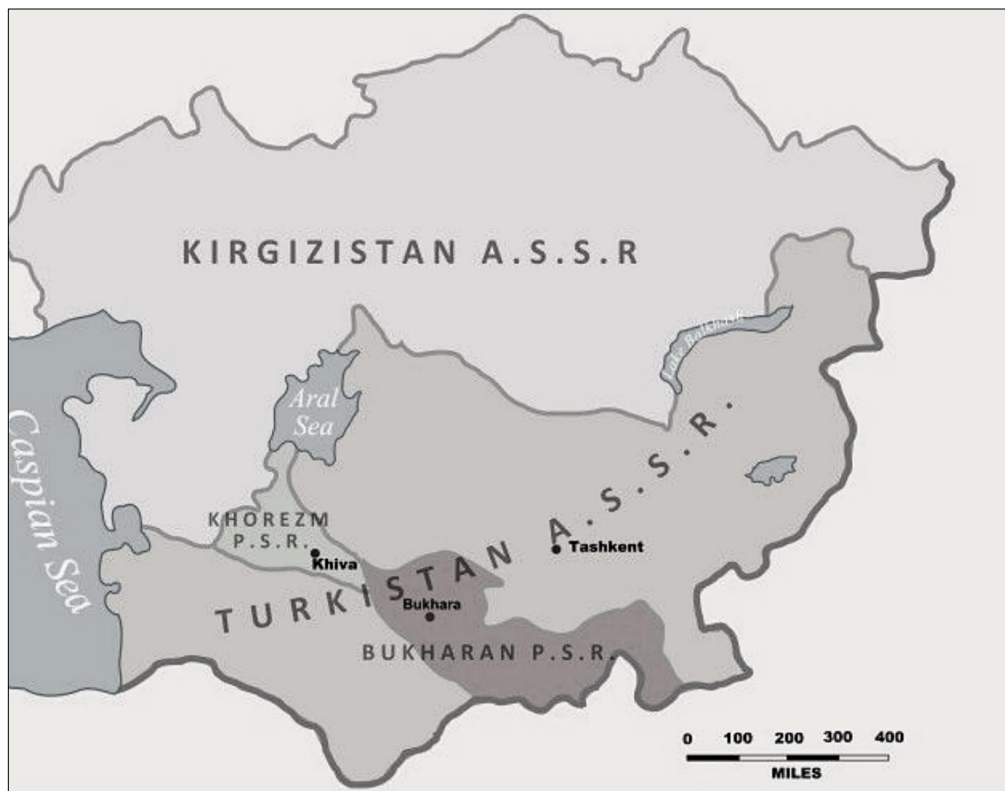 KIRGIZISTAN A.S.S.R
Lake Balkhash
Aral
Sea
Caspian Sea
KHOREZM
P.S.R.
Khiva
Tashkent
TURKISTAN A.S.S.R.
Bukhara
BUKHARAN P.S.R.
0 100 200 300 400
MILES